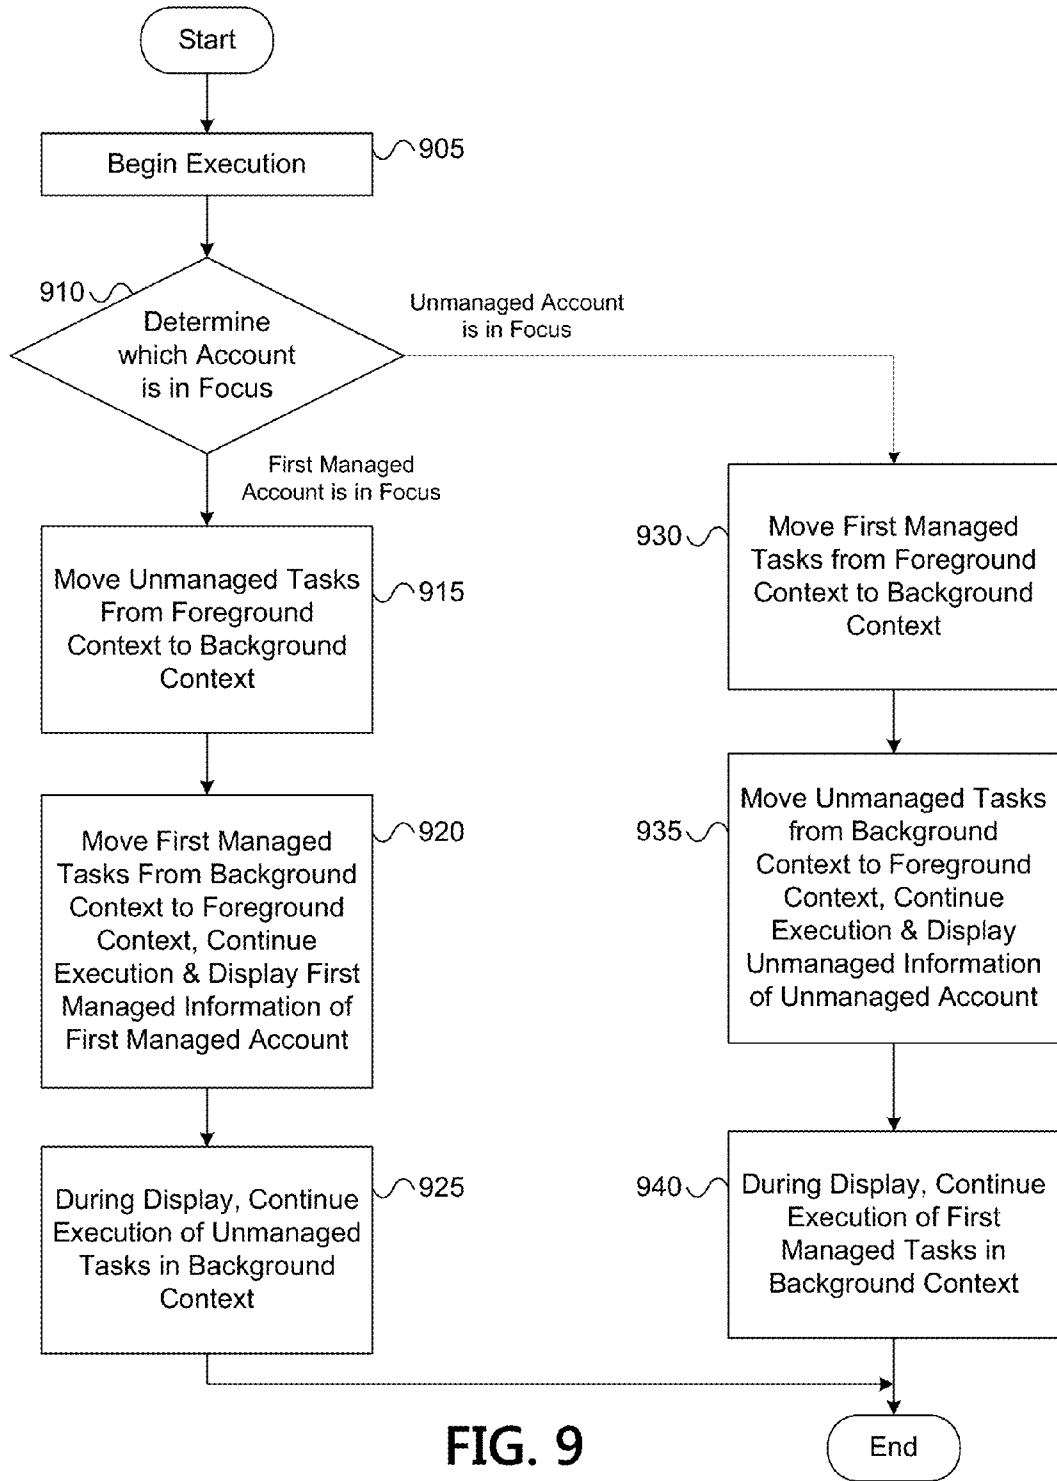 Start
Begin Execution
905
910
Determine
which Account
is in Focus
Unmanaged Account
is in Focus
First Managed
Account is in Focus
Move Unmanaged Tasks
From Foreground
Context to Background
Context
915
Move First Managed
Tasks From Background
Context to Foreground
Context, Continue
Execution & Display First
Managed Information of
First Managed Account
920
During Display, Continue
Execution of Unmanaged
Tasks in Background
Context
925
930
Move First Managed
Tasks from Foreground
Context to Background
Context
935
Move Unmanaged Tasks
from Background
Context to Foreground
Context, Continue
Execution & Display
Unmanaged Information
of Unmanaged Account
940
During Display, Continue
Execution of First
Managed Tasks in
Background Context
End
FIG. 9